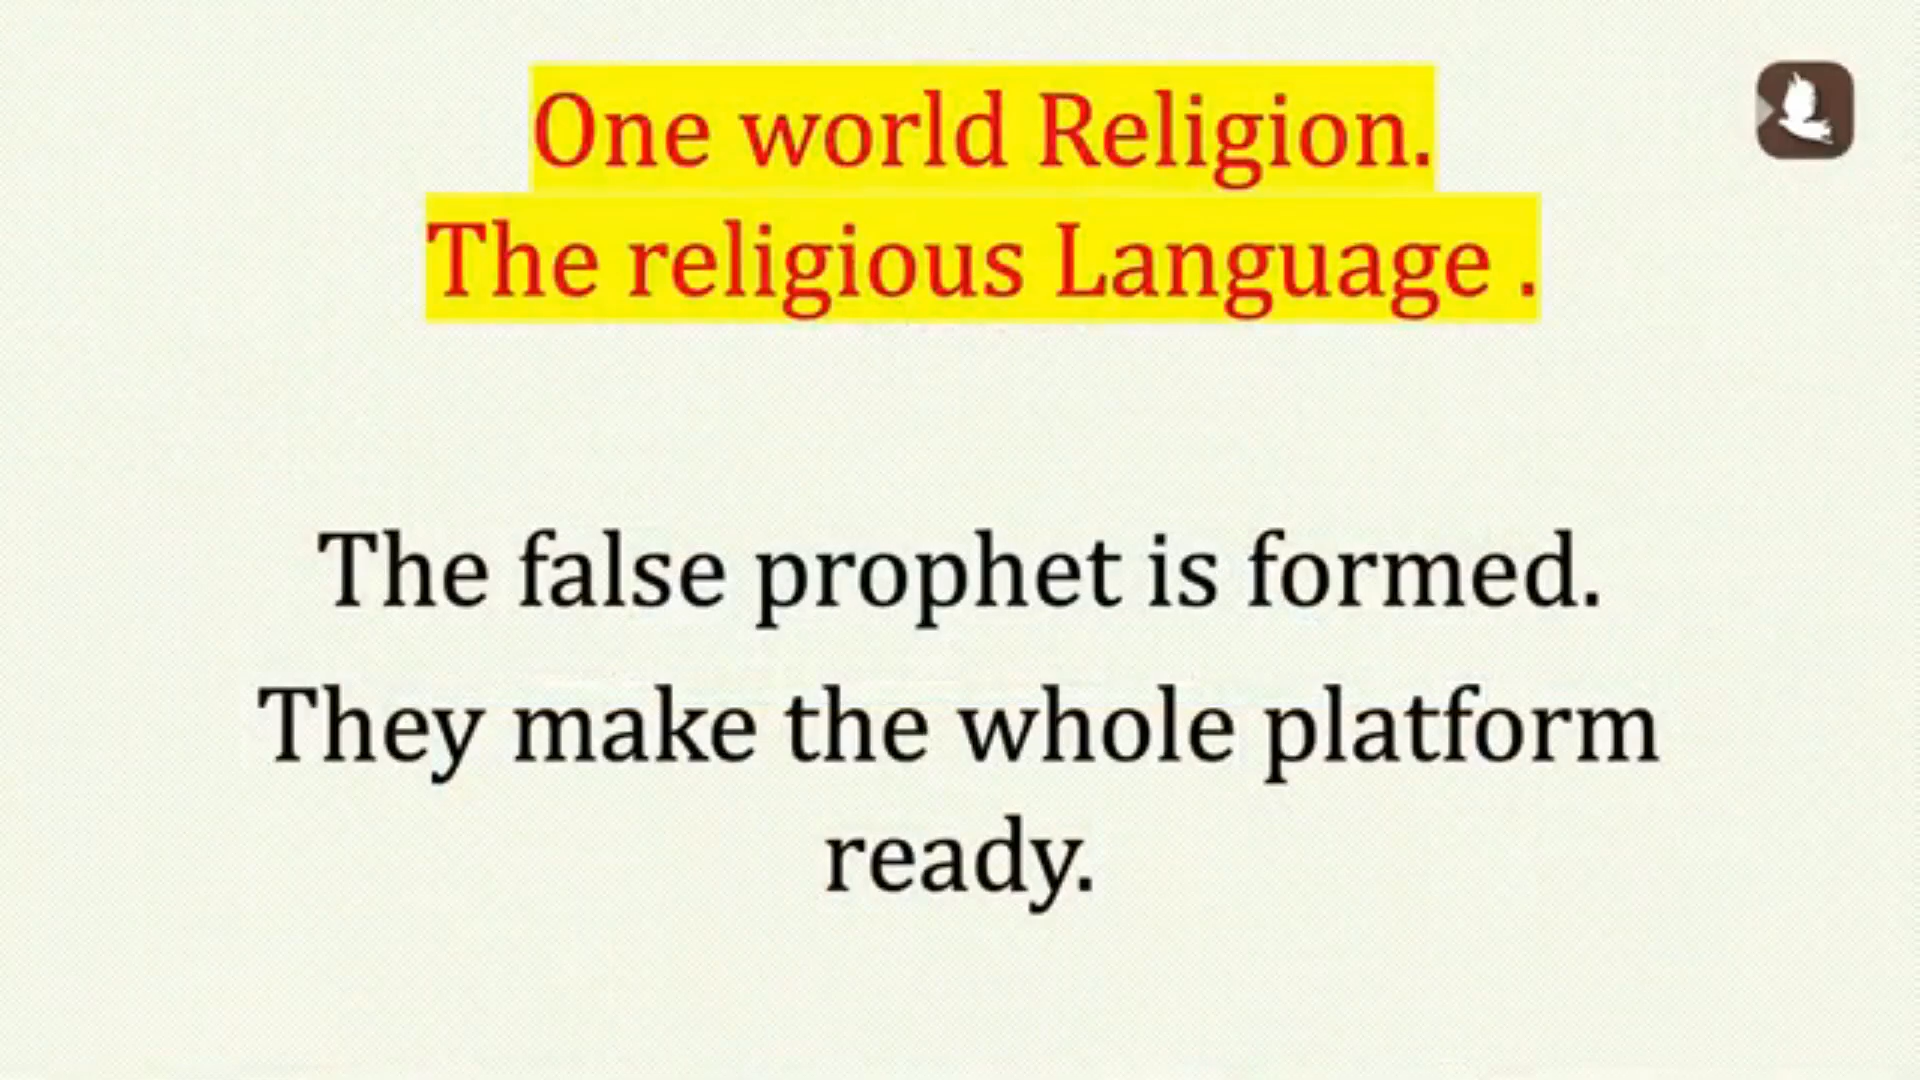 One world Religion.
The religious Language .
The false prophet is formed.
They make the whole platform
ready.